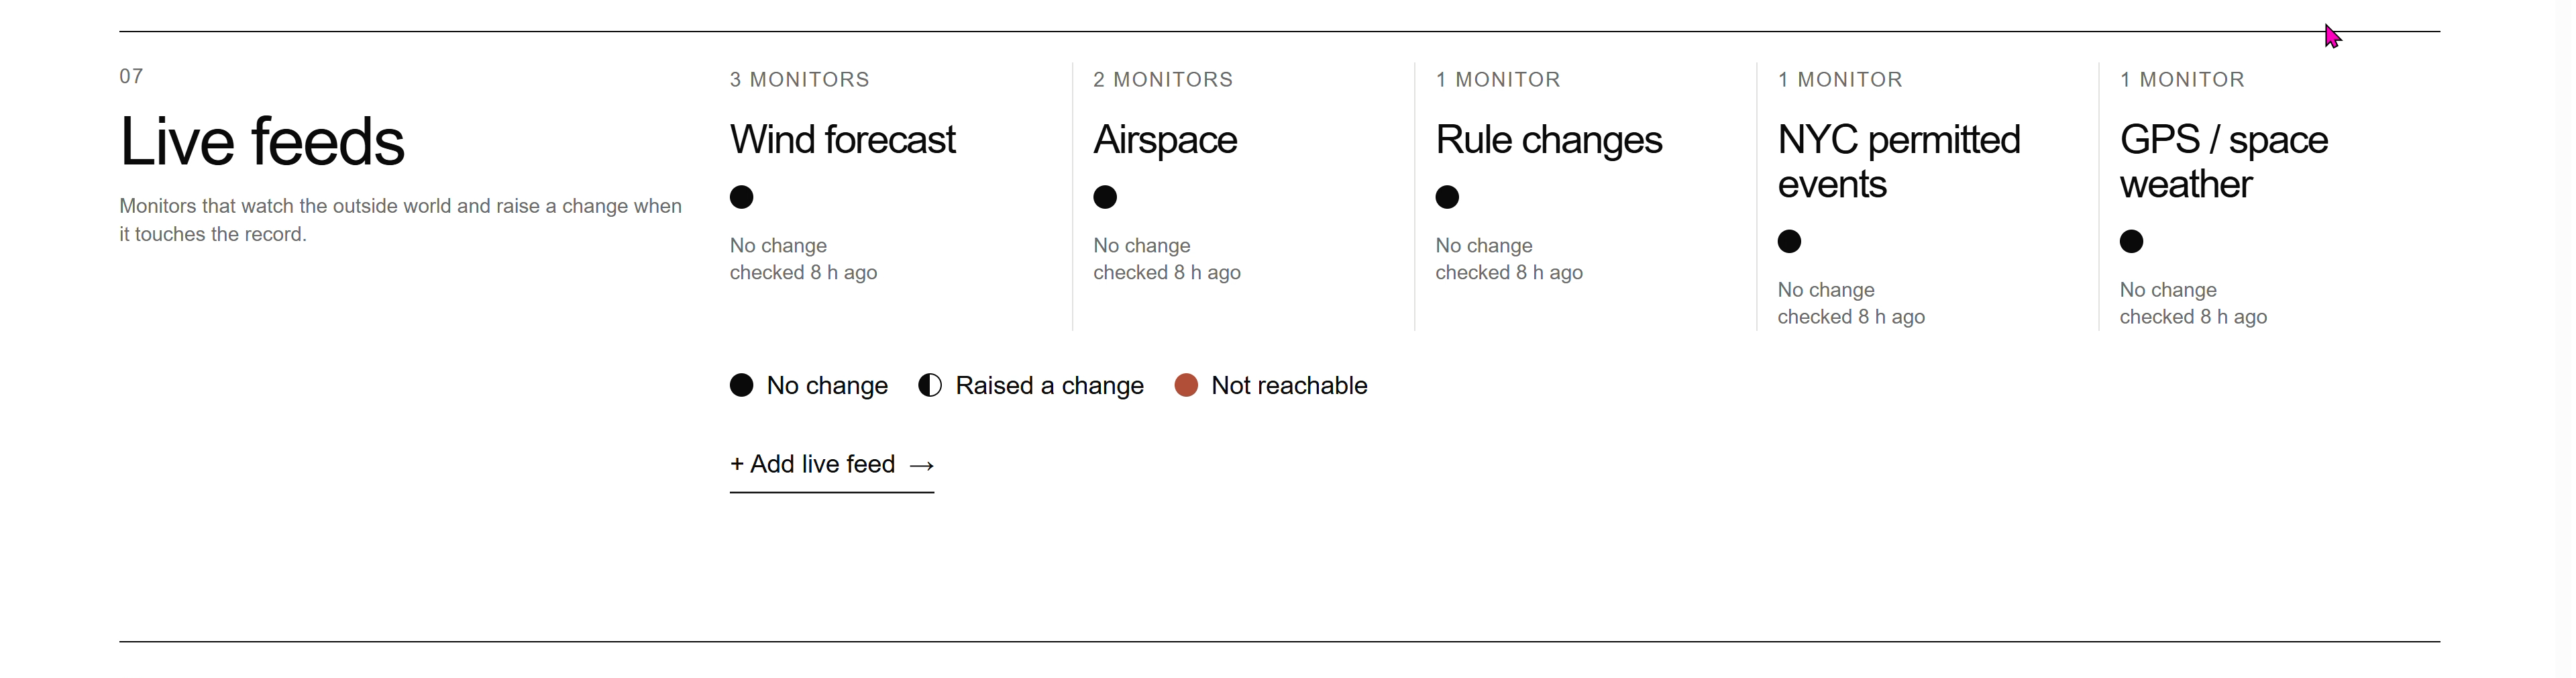 07
Live feeds
Monitors that watch the outside world and raise a change when
it touches the record.
3 MONITORS
Wind forecast
No change
checked 8 h ago
2 MONITORS
Airspace
No change
checked 8 h ago
1 MONITOR
Rule changes
No change
checked 8 h ago
1 MONITOR
NYC permitted
events
No change
checked 8 h ago
1 MONITOR
GPS / space
weather
No change
checked 8 h ago
No change
Raised a change
Not reachable
+ Add live feed →